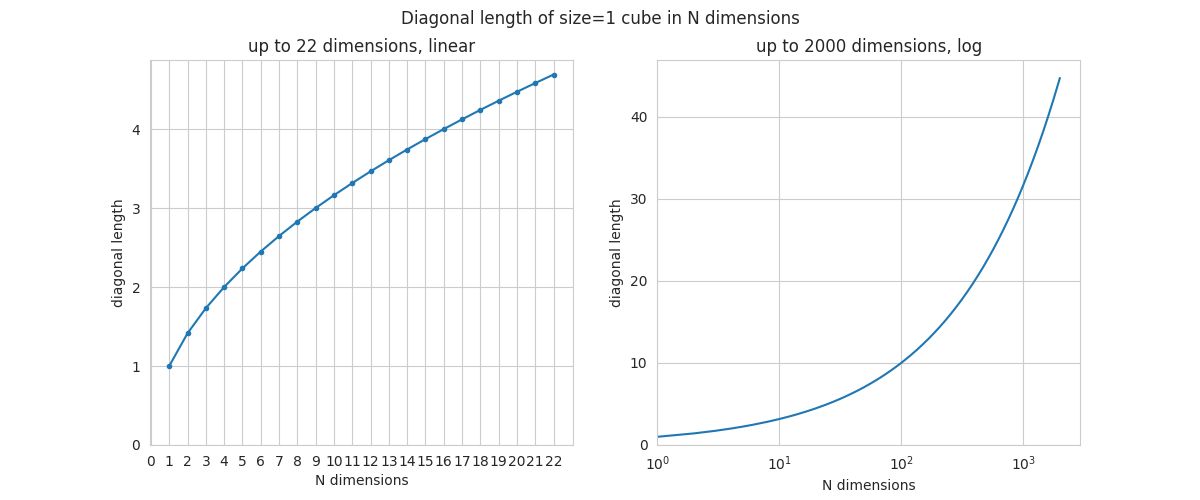 Diagonal length of size=1 cube in N dimensions
up to 22 dimensions, linear
diagonal length
4
3
2
1
0
0 1 2 3 4 5 6 7 8 9 10 11 12 13 14 15 16 17 18 19 20 21 22
N dimensions
up to 2000 dimensions, log
diagonal length
40
30
20
10
0
10⁰ 10¹ 10² 10³
N dimensions